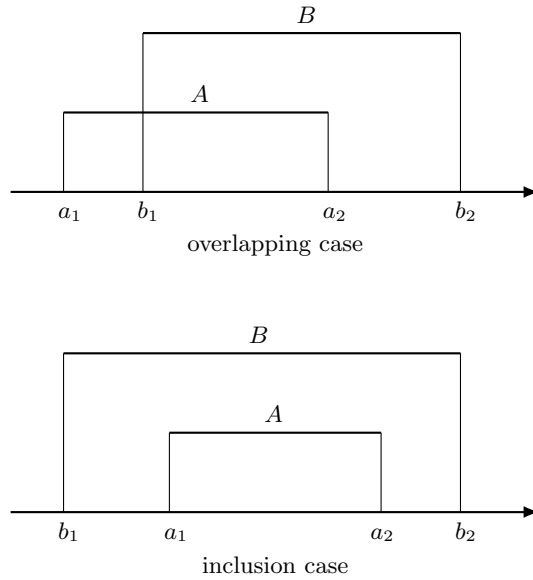 B
A
a₁ b₁ a₂ b₂
overlapping case
B
A
b₁ a₁ a₂ b₂
inclusion case